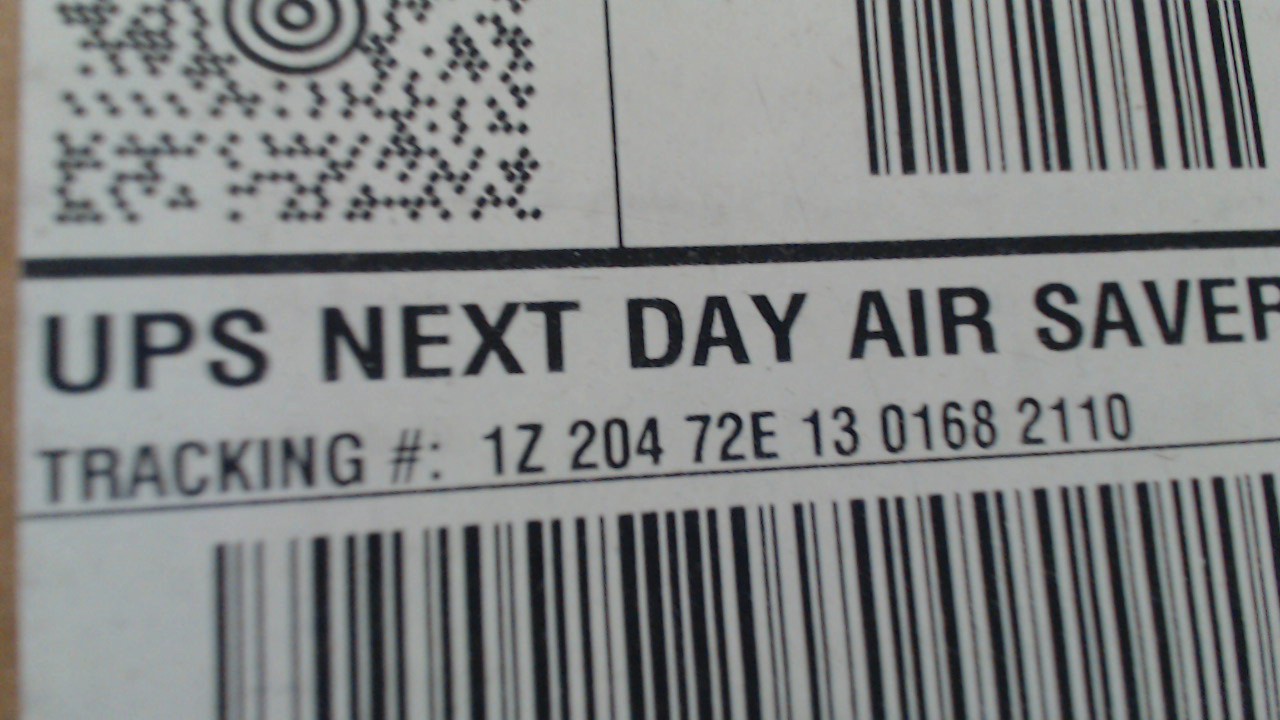 UPS NEXT DAY AIR SAVER
TRACKING #: 1Z 204 72E 13 0168 2110